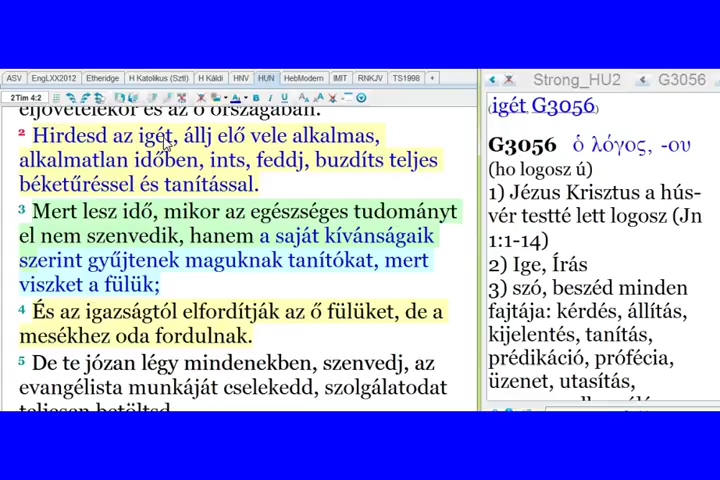 ASV EngLXX2012 Etheridge H Katolikus (SztI) H Káldi HNV HUN HebModern IMIT RNKJV TS1998 +
2Tim 4:2
eljövetelekor és az ő országában.
2 Hirdesd az igét, állj elő vele alkalmas,
alkalmatlan időben, ints, feddj, buzdíts teljes
béketűréssel és tanítással.
3 Mert lesz idő, mikor az egészséges tudományt
el nem szenvedik, hanem a saját kívánságaik
szerint gyűjtenek maguknak tanítókat, mert
viszket a fülük;
4 És az igazságtól elfordítják az ő fülüket, de a
mesékhez oda fordulnak.
5 De te józan légy mindenekben, szenvedj, az
evangélista munkáját cselekedd, szolgálatodat
teljesen betöltsd
Strong_HU2 G3056
igét G3056
G3056 ὁ λόγος, -ου
(ho logosz ú)
1) Jézus Krisztus a hús-
vér testté lett logosz (Jn
1:1-14)
2) Ige, Írás
3) szó, beszéd minden
fajtája: kérdés, állítás,
kijelentés, tanítás,
prédikáció, prófécia,
üzenet, utasítás,